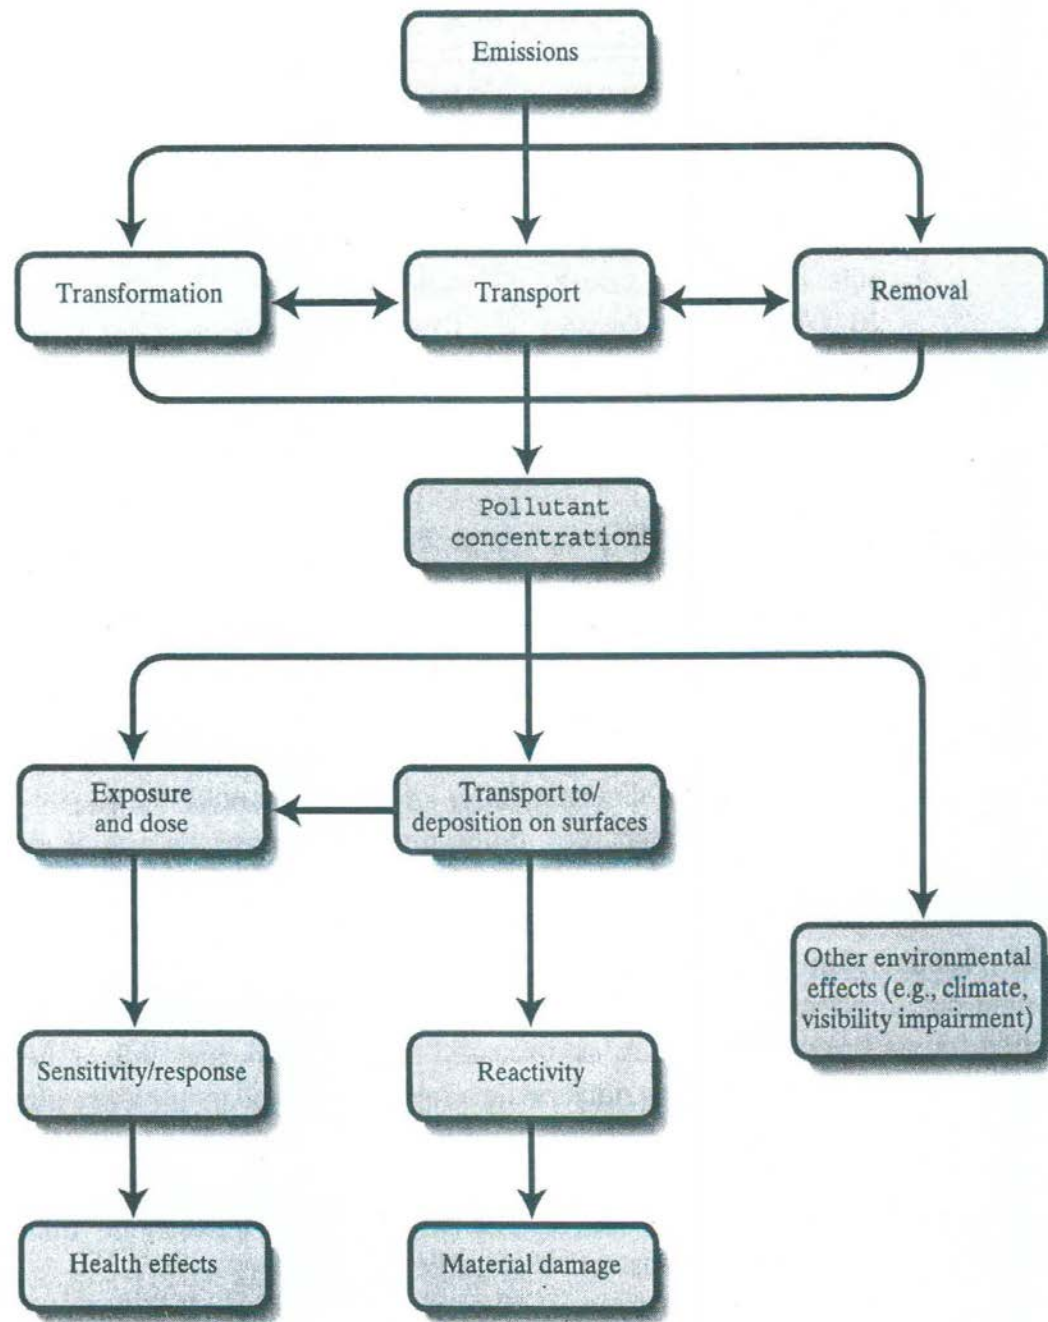 Emissions
Transformation
Transport
Removal
Pollutant
concentrations
Exposure
and dose
Transport to/
deposition on surfaces
Other environmental
effects (e.g., climate,
visibility impairment)
Sensitivity/response
Reactivity
Health effects
Material damage